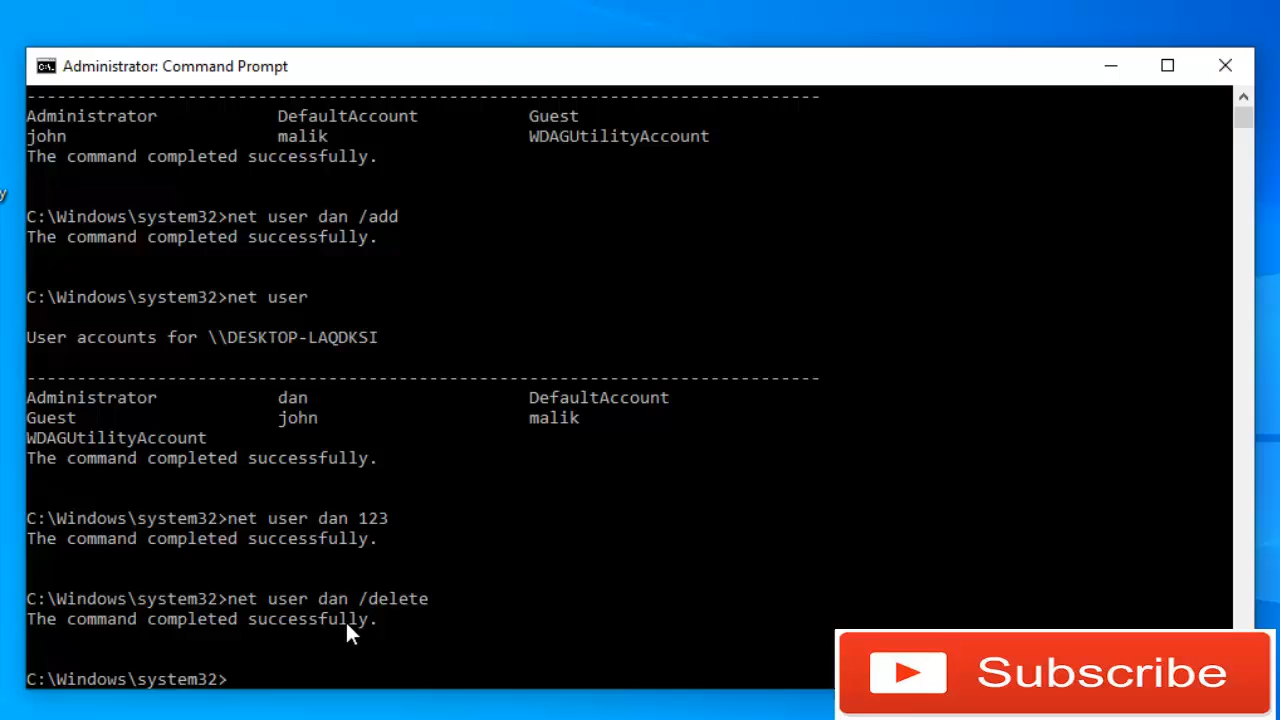 Administrator: Command Prompt
-------------------------------------------------------------------------------
Administrator            DefaultAccount           Guest
john                     malik                    WDAGUtilityAccount
The command completed successfully.
C:\Windows\system32>net user dan /add
The command completed successfully.
C:\Windows\system32>net user
User accounts for \\DESKTOP-LAQDKSI
-------------------------------------------------------------------------------
Administrator            dan                      DefaultAccount
Guest                    john                     malik
WDAGUtilityAccount
The command completed successfully.
C:\Windows\system32>net user dan 123
The command completed successfully.
C:\Windows\system32>net user dan /delete
The command completed successfully.
C:\Windows\system32>
Subscribe
y